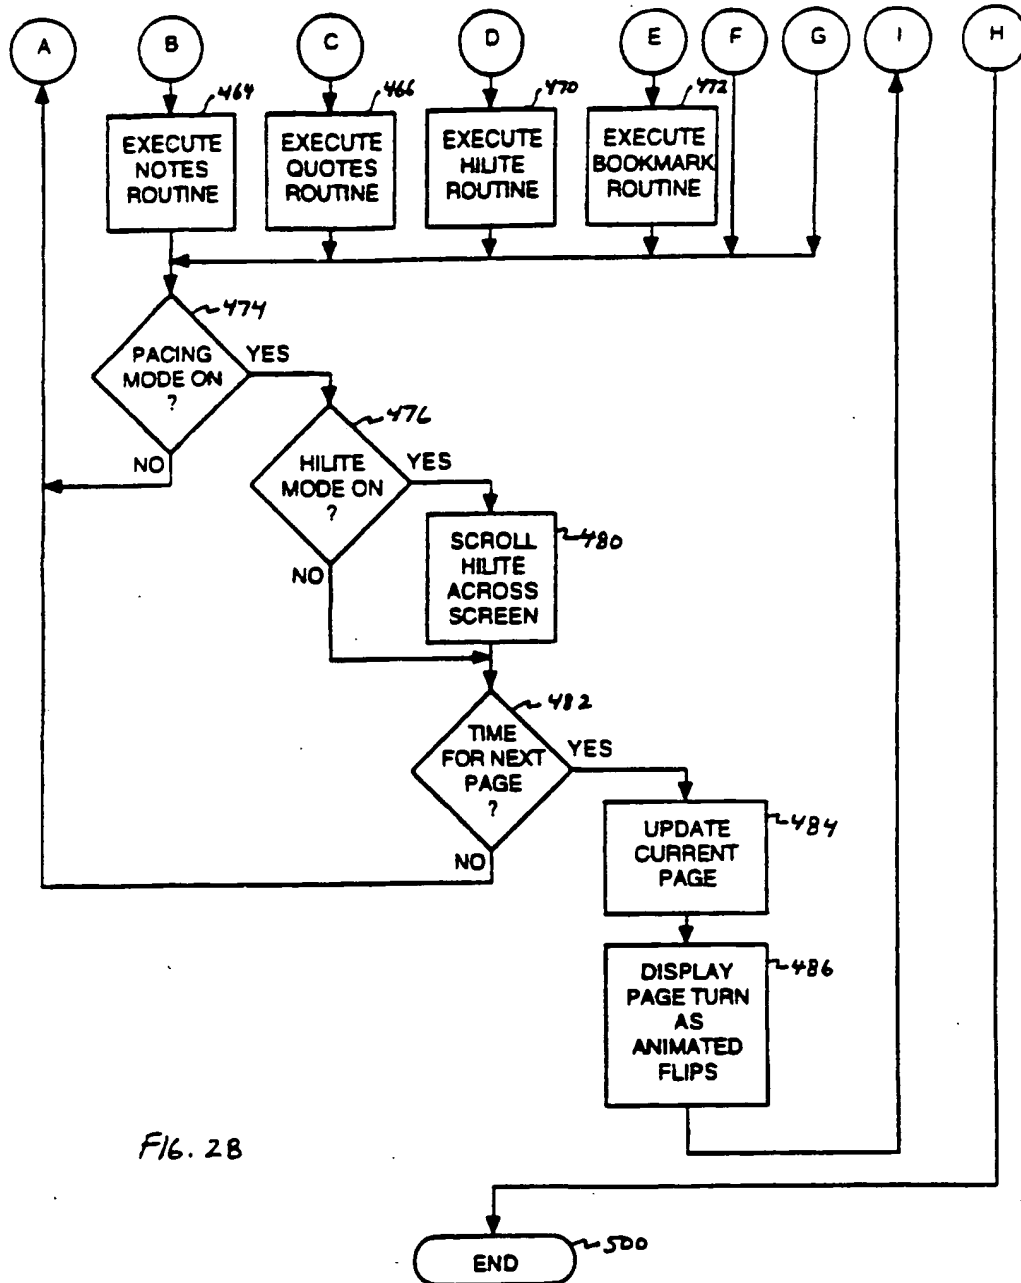 A B C D E F G I H
464 466 470 472
EXECUTE
NOTES
ROUTINE
EXECUTE
QUOTES
ROUTINE
EXECUTE
HILITE
ROUTINE
EXECUTE
BOOKMARK
ROUTINE
474
PACING
MODE ON
?
YES
NO
476
HILITE
MODE ON
?
YES
NO
480
SCROLL
HILITE
ACROSS
SCREEN
482
TIME
FOR NEXT
PAGE
?
YES
NO
484
UPDATE
CURRENT
PAGE
486
DISPLAY
PAGE TURN
AS
ANIMATED
FLIPS
FIG. 2B
END
500